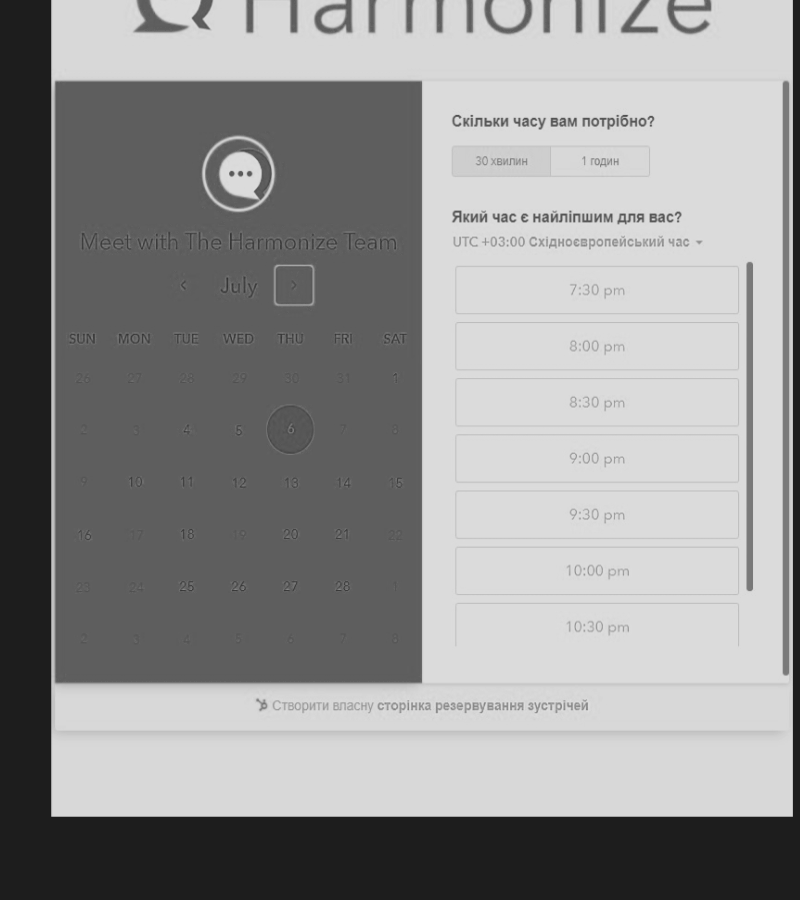 Harmonize
Meet with The Harmonize Team
‹ July ›
SUN MON TUE WED THU FRI SAT
26 27 28 29 30 31 1
2 3 4 5 6 7 8
9 10 11 12 13 14 15
16 17 18 19 20 21 22
23 24 25 26 27 28 1
2 3 4 5 6 7 8
Скільки часу вам потрібно?
30 хвилин 1 годин
Який час є найліпшим для вас?
UTC +03:00 Східноєвропейський час
7:30 pm
8:00 pm
8:30 pm
9:00 pm
9:30 pm
10:00 pm
10:30 pm
Створити власну сторінка резервування зустрічей